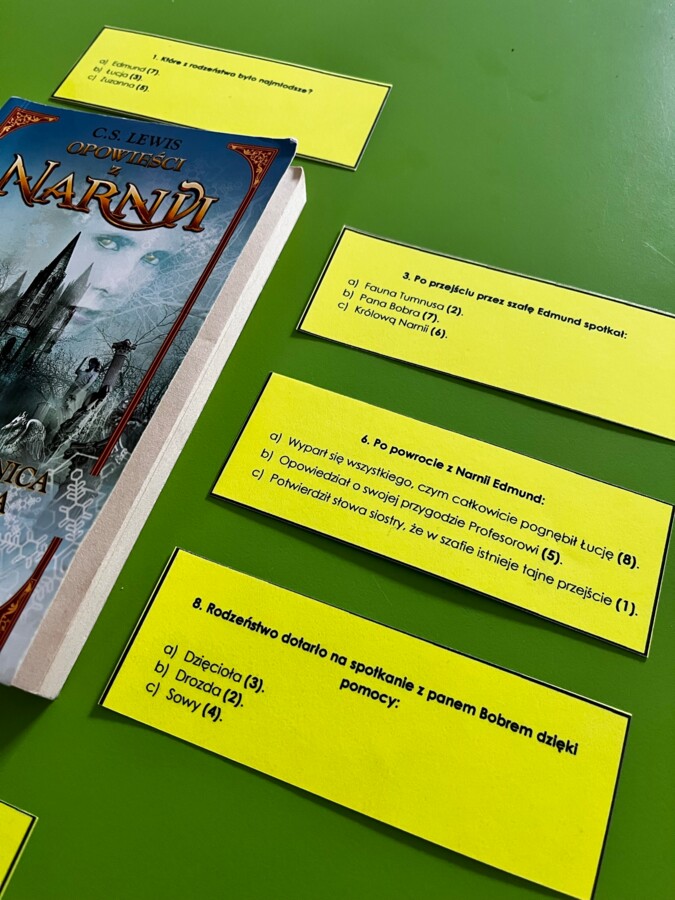 1. Które z rodzeństwa było najmłodsze?
a) Edmund (7).
b) Łucja (3).
c) Zuzanna (5).
C.S. LEWIS
OPOWIEŚCI
Z
NARNII
3. Po przejściu przez szafę Edmund spotkał:
a) Fauna Tumnusa (2).
b) Pana Bobra (7).
c) Królową Narnii (6).
6. Po powrocie z Narnii Edmund:
a) Wyparł się wszystkiego, czym całkowicie pognębił Łucję (8).
b) Opowiedział o swojej przygodzie Profesorowi (5).
c) Potwierdził słowa siostry, że w szafie istnieje tajne przejście (1).
8. Rodzeństwo dotarło na spotkanie z panem Bobrem dzięki
pomocy:
a) Dzięcioła (3).
b) Drozda (2).
c) Sowy (4).